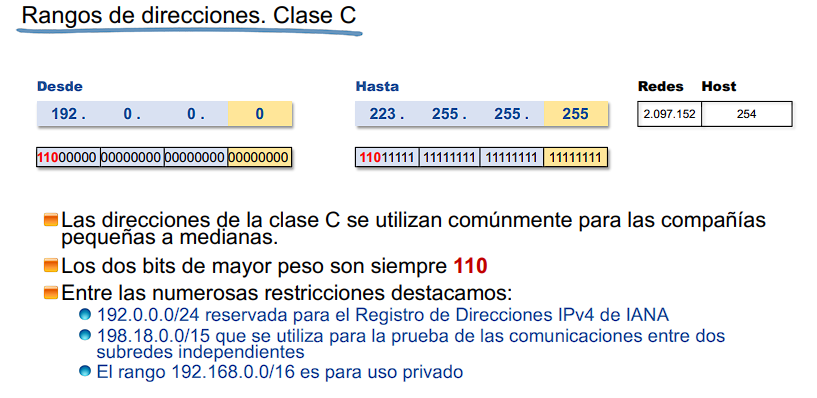 Rangos de direcciones. Clase C
Desde
Hasta
Redes Host
192 . 0 . 0 . 0
223 . 255 . 255 . 255
2.097.152 254
11000000 00000000 00000000 00000000
11011111 11111111 11111111 11111111
Las direcciones de la clase C se utilizan comúnmente para las compañías
pequeñas a medianas.
Los dos bits de mayor peso son siempre 110
Entre las numerosas restricciones destacamos:
192.0.0.0/24 reservada para el Registro de Direcciones IPv4 de IANA
198.18.0.0/15 que se utiliza para la prueba de las comunicaciones entre dos
subredes independientes
El rango 192.168.0.0/16 es para uso privado